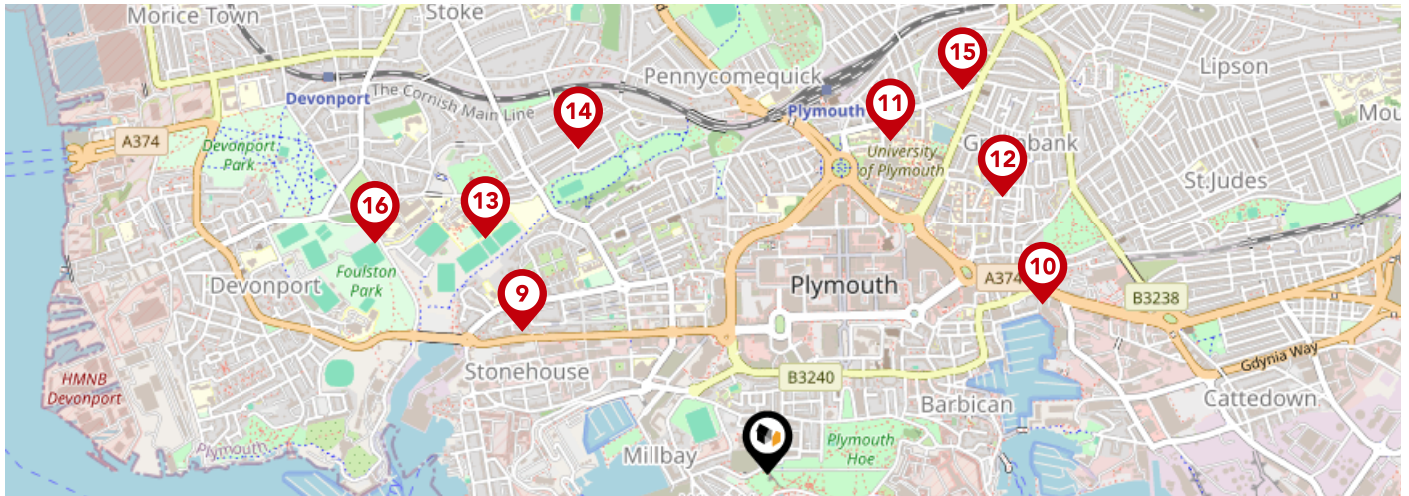 Morice Town
Stoke
15
Lipson
Pennycomequick
Devonport
The Cornish Main Line
14
Plymouth
11
Mou
A374
Devonport
Park
University
of Plymouth
12
St.Judes
16
13
Foulston
Park
Devonport
9
Plymouth
A374
10
B3238
HMNB
Devonport
Stonehouse
B3240
Gdynia Way
Barbican
Cattedown
Plymouth
Millbay
Plymouth
Hoe